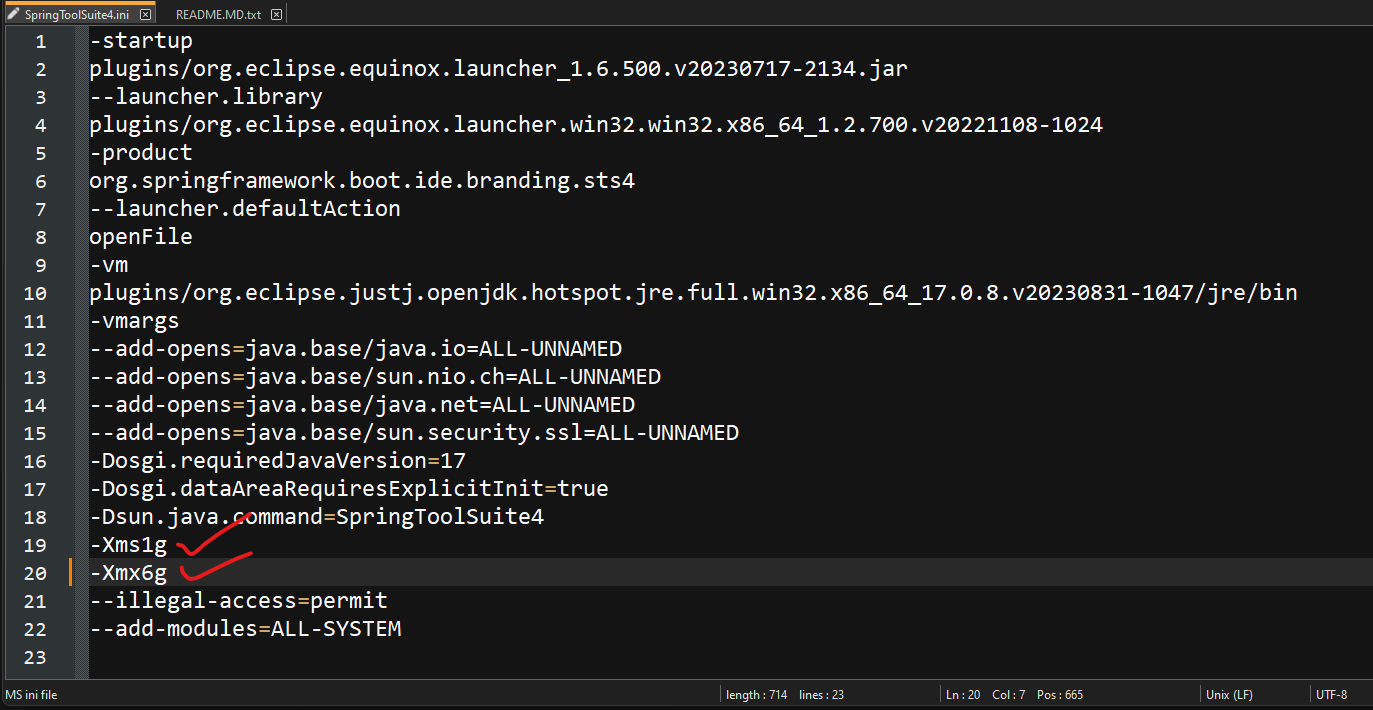 SpringToolSuite4.ini README.MD.txt
1 -startup
2 plugins/org.eclipse.equinox.launcher_1.6.500.v20230717-2134.jar
3 --launcher.library
4 plugins/org.eclipse.equinox.launcher.win32.win32.x86_64_1.2.700.v20221108-1024
5 -product
6 org.springframework.boot.ide.branding.sts4
7 --launcher.defaultAction
8 openFile
9 -vm
10 plugins/org.eclipse.justj.openjdk.hotspot.jre.full.win32.x86_64_17.0.8.v20230831-1047/jre/bin
11 -vmargs
12 --add-opens=java.base/java.io=ALL-UNNAMED
13 --add-opens=java.base/sun.nio.ch=ALL-UNNAMED
14 --add-opens=java.base/java.net=ALL-UNNAMED
15 --add-opens=java.base/sun.security.ssl=ALL-UNNAMED
16 -Dosgi.requiredJavaVersion=17
17 -Dosgi.dataAreaRequiresExplicitInit=true
18 -Dsun.java.command=SpringToolSuite4
19 -Xms1g
20 -Xmx6g
21 --illegal-access=permit
22 --add-modules=ALL-SYSTEM
23
MS ini file length : 714 lines : 23 Ln : 20 Col : 7 Pos : 665 Unix (LF) UTF-8